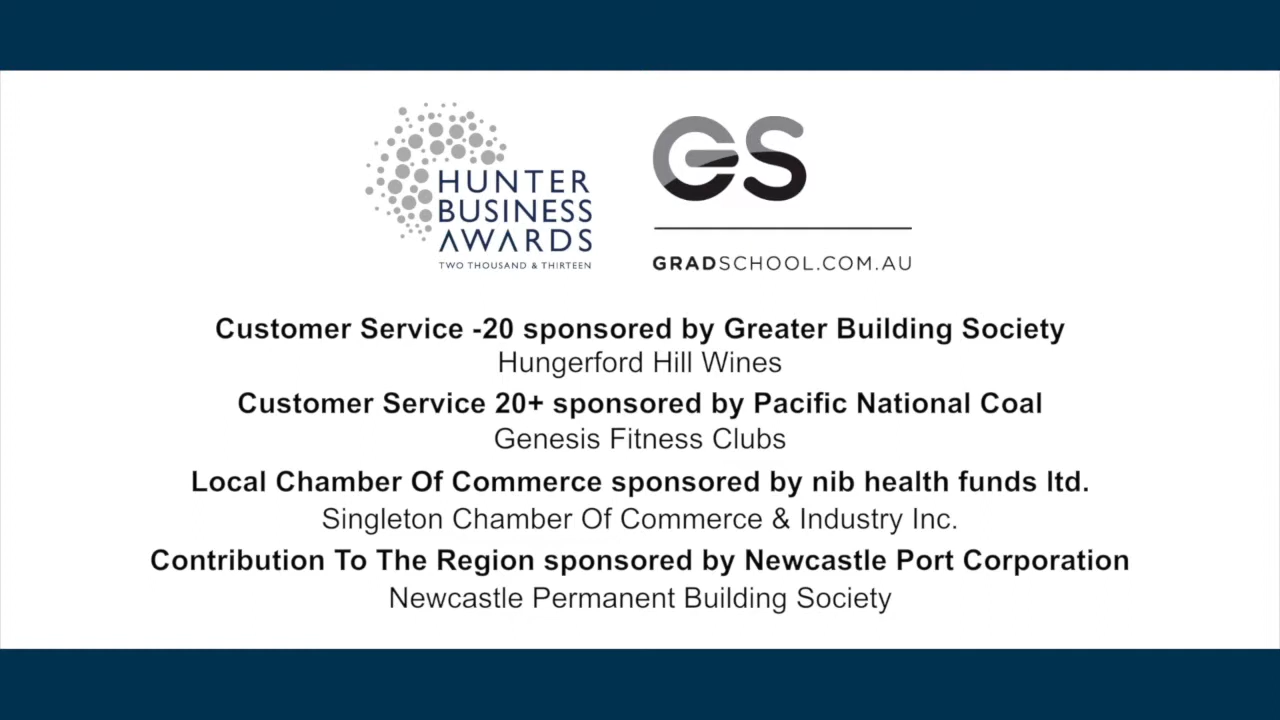 HUNTER
BUSINESS
AWARDS
TWO THOUSAND & THIRTEEN
GS
GRADSCHOOL.COM.AU
Customer Service -20 sponsored by Greater Building Society
Hungerford Hill Wines
Customer Service 20+ sponsored by Pacific National Coal
Genesis Fitness Clubs
Local Chamber Of Commerce sponsored by nib health funds ltd.
Singleton Chamber Of Commerce & Industry Inc.
Contribution To The Region sponsored by Newcastle Port Corporation
Newcastle Permanent Building Society